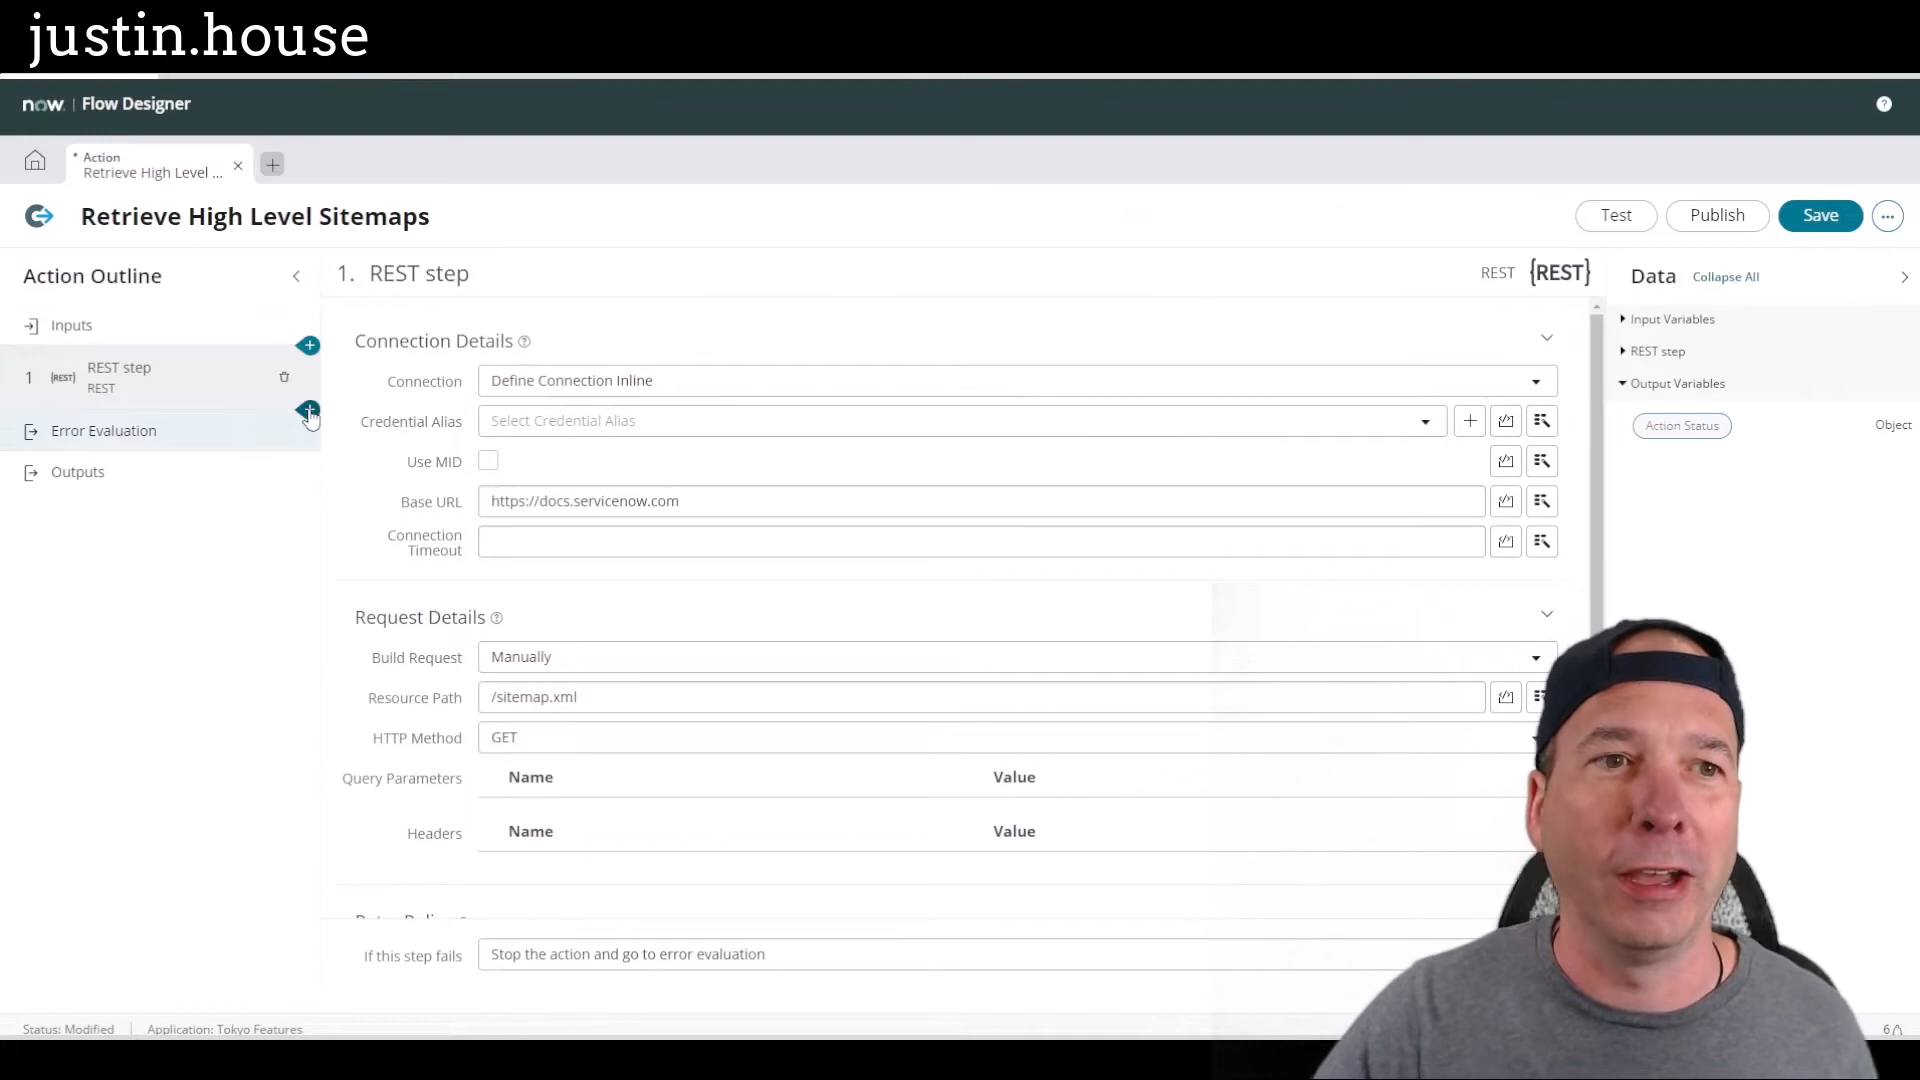 justin.house
now. | Flow Designer
* Action
Retrieve High Level ...
Retrieve High Level Sitemaps
Test
Publish
Save
Action Outline
Inputs
1 {REST} REST step
REST
Error Evaluation
Outputs
1. REST step
REST {REST}
Connection Details
Connection Define Connection Inline
Credential Alias Select Credential Alias
Use MID
Base URL https://docs.servicenow.com
Connection Timeout
Request Details
Build Request Manually
Resource Path /sitemap.xml
HTTP Method GET
Query Parameters Name Value
Headers Name Value
If this step fails Stop the action and go to error evaluation
Data Collapse All
Input Variables
REST step
Output Variables
Action Status Object
Status: Modified | Application: Tokyo Features
6